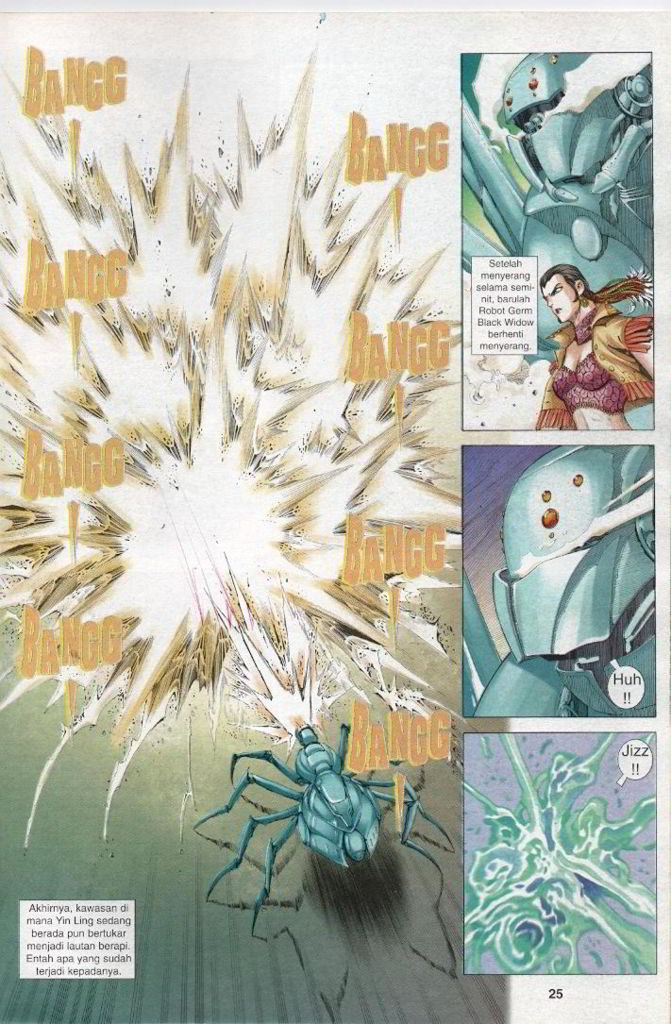 BANGG
!
BANGG
!
BANGG
!
BANGG
!
BANGG
!
BANGG
!
BANGG
!
BANGG
!
Akhirnya, kawasan di
mana Yin Ling sedang
berada pun bertukar
menjadi lautan berapi.
Entah apa yang sudah
terjadi kepadanya.
Setelah
menyerang
selama semi-
nit, barulah
Robot Germ
Black Widow
berhenti
menyerang.
Huh
!!
Jizz
!!
25